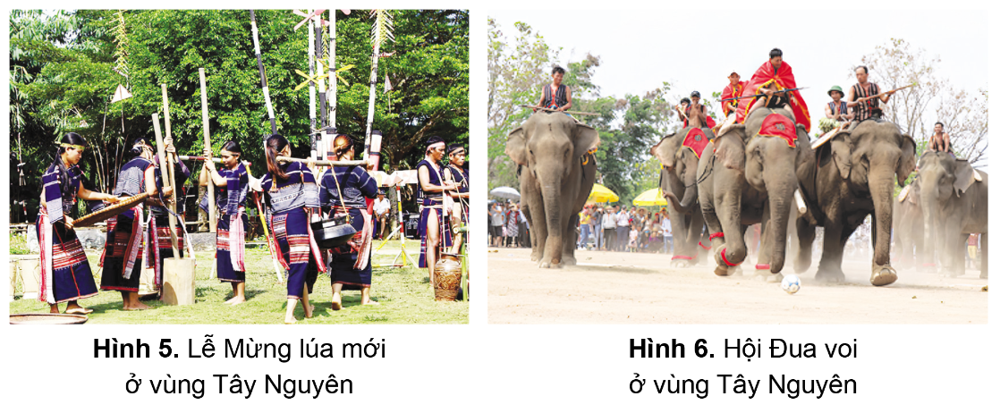 Hình 5. Lễ Mừng lúa mới
ở vùng Tây Nguyên
Hình 6. Hội Đua voi
ở vùng Tây Nguyên